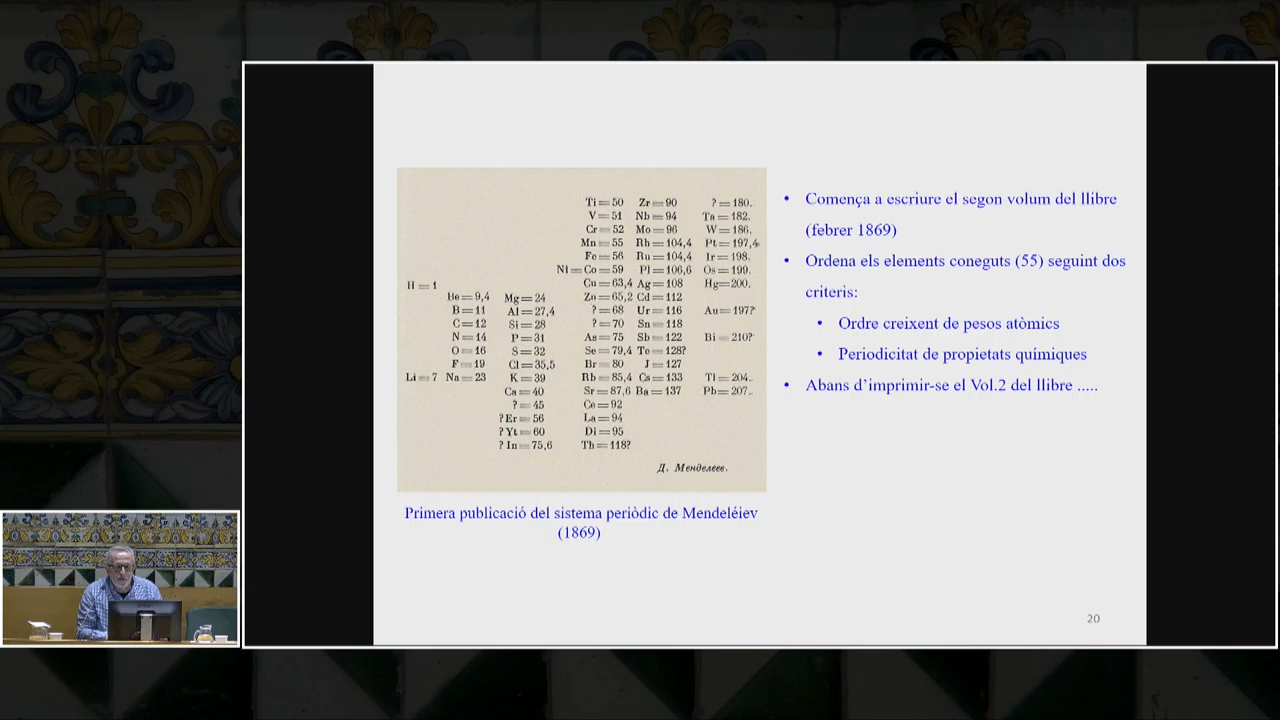 Ti=50 Zr=90 ?=180.
V=51 Nb=94 Ta=182.
Cr=52 Mo=96 W=186.
Mn=55 Rh=104,4 Pt=197,4
Fe=56 Ru=104,4 Ir=198.
Ni=Co=59 Pl=106,6 Os=199.
H=1 Cu=63,4 Ag=108 Hg=200.
Be=9,4 Mg=24 Zn=65,2 Cd=112
B=11 Al=27,4 ?=68 Ur=116 Au=197?
C=12 Si=28 ?=70 Sn=118
N=14 P=31 As=75 Sb=122 Bi=210?
O=16 S=32 Se=79,4 Te=128?
F=19 Cl=35,5 Br=80 J=127
Li=7 Na=23 K=39 Rb=85,4 Cs=133 Tl=204.
Ca=40 Sr=87,6 Ba=137 Pb=207.
?=45 Ce=92
?Er=56 La=94
?Yt=60 Di=95
?In=75,6 Th=118?
Д. Менделеев.
Primera publicació del sistema periòdic de Mendeléiev
(1869)
• Comença a escriure el segon volum del llibre
(febrer 1869)
• Ordena els elements coneguts (55) seguint dos
criteris:
• Ordre creixent de pesos atòmics
• Periodicitat de propietats químiques
• Abans d’imprimir-se el Vol.2 del llibre .....
20